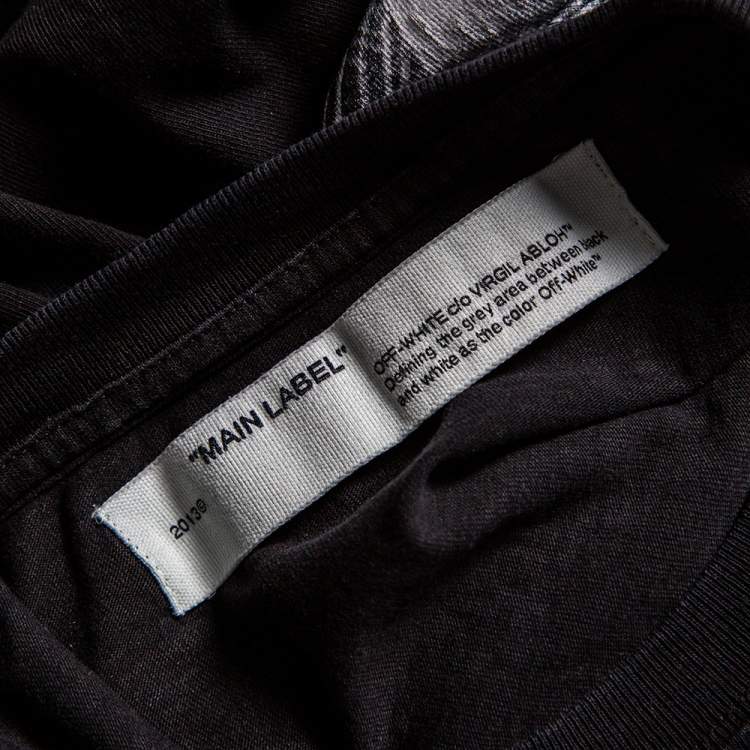 "MAIN LABEL"
2013©
OFF-WHITE c/o VIRGIL ABLOH™
Defining the grey area between black
and white as the color Off-White™